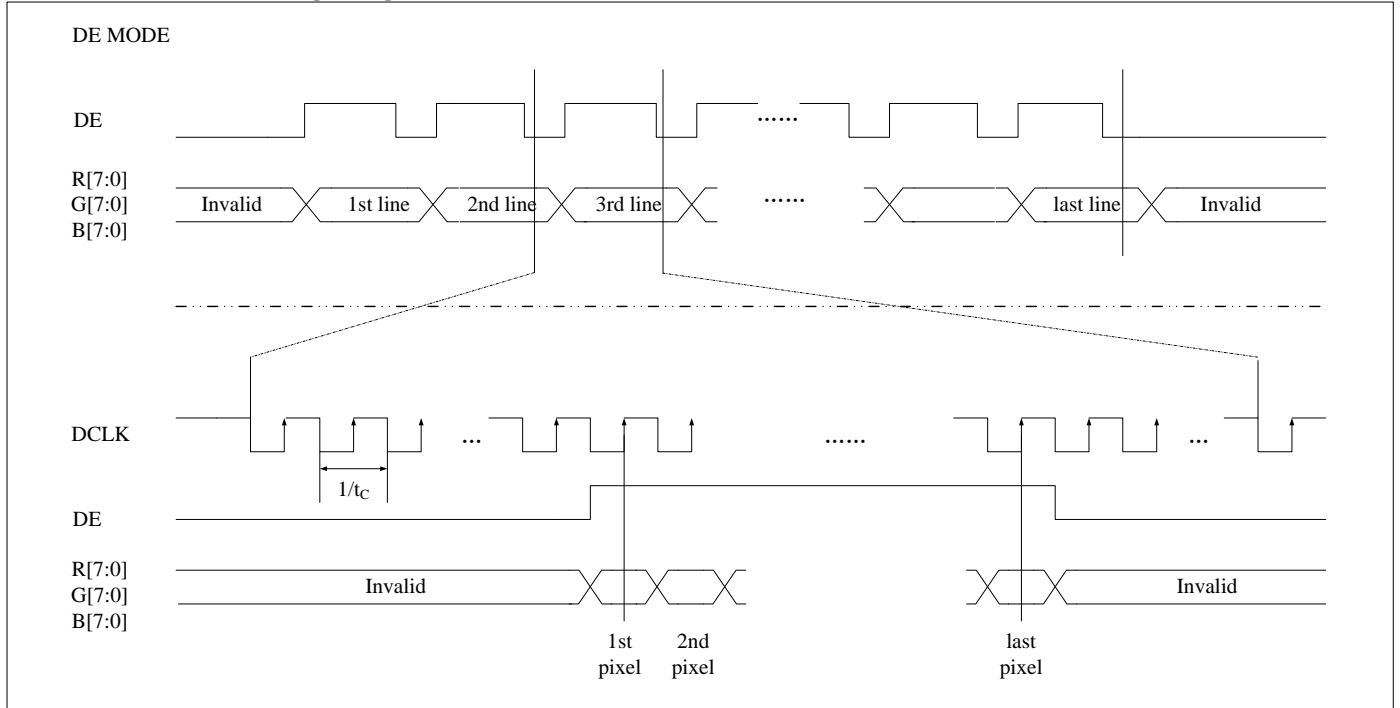 DE MODE
DE
......
R[7:0]
G[7:0]
B[7:0]
Invalid
1st line
2nd line
3rd line
......
last line
Invalid
DCLK
...
......
...
1/tC
DE
R[7:0]
G[7:0]
B[7:0]
Invalid
Invalid
1st
pixel
2nd
pixel
last
pixel